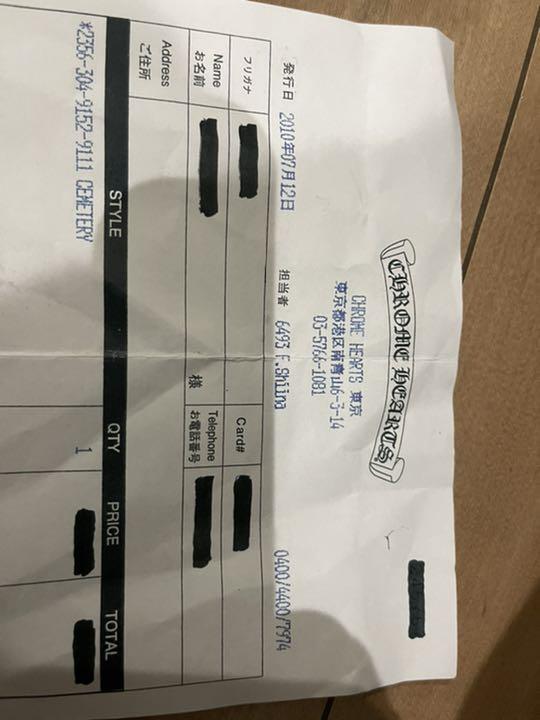 CHROME HEARTS
CHROME HEARTS 東京
東京都港区南青山6-3-14
03-5766-1081
発行日 2010年07月12日 担当者 6493 F.Shiina 0400/4400/7974
フリガナ Card#
Name お名前 様 Telephone お電話番号
Address ご住所
STYLE QTY PRICE TOTAL
*2356-304-9152-9111 CEMETERY 1